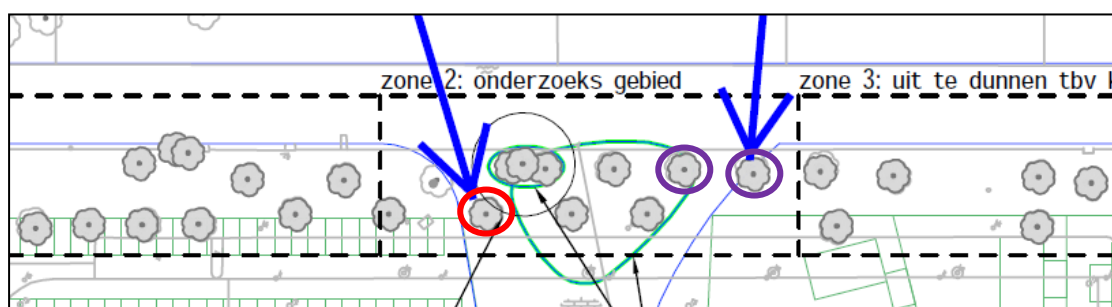 zone 2: onderzoeks gebied
zone 3: uit te dunnen tbv